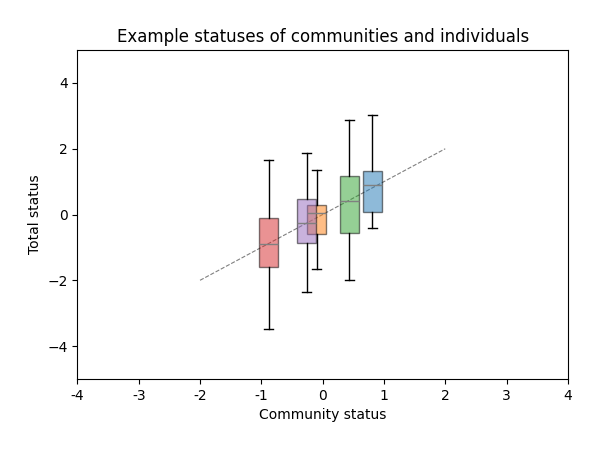 Example statuses of communities and individuals
4
2
0
−2
−4
Total status
-4 -3 -2 -1 0 1 2 3 4
Community status